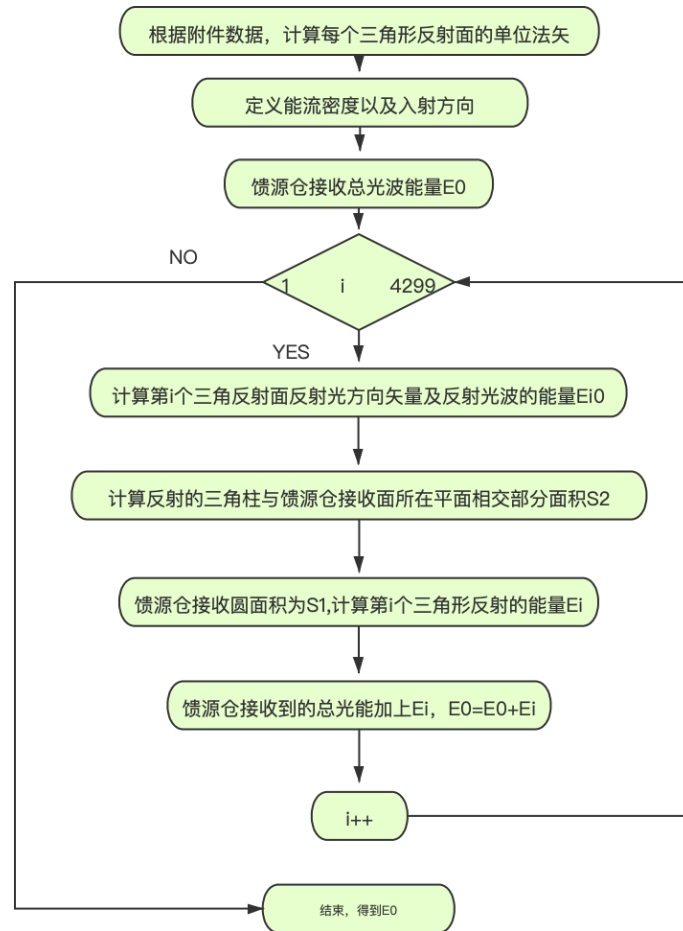 根据附件数据，计算每个三角形反射面的单位法矢
定义能流密度以及入射方向
馈源仓接收总光波能量E0
NO
1 i 4299
YES
计算第i个三角反射面反射光方向矢量及反射光波的能量Ei0
计算反射的三角柱与馈源仓接收面所在平面相交部分面积S2
馈源仓接收圆面积为S1,计算第i个三角形反射的能量Ei
馈源仓接收到的总光能加上Ei，E0=E0+Ei
i++
结束，得到E0